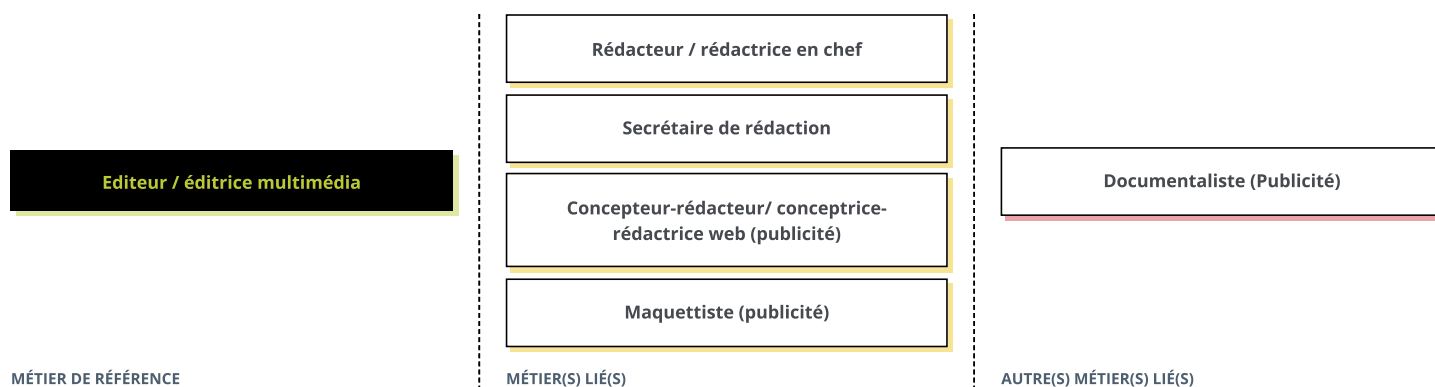 Editeur / éditrice multimédia
MÉTIER DE RÉFÉRENCE
Rédacteur / rédactrice en chef
Secrétaire de rédaction
Concepteur-rédacteur/ conceptrice-
rédactrice web (publicité)
Maquettiste (publicité)
MÉTIER(S) LIÉ(S)
Documentaliste (Publicité)
AUTRE(S) MÉTIER(S) LIÉ(S)